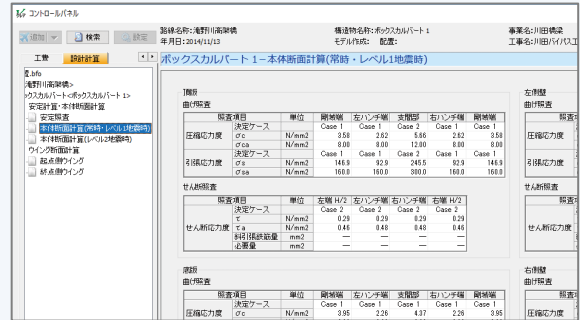 コントロールパネル
追加 検索 設定
路線名称:滝野川高架橋 構造物名称:ボックスカルバート 1 事業名:川田橋梁
年月日:2014/11/13 モデル作成: 配置: 工事名:川田バイパス工
工費 設計計算
ボックスカルバート 1-本体断面計算(常時・レベル1地震時)
.bfo
滝野川高架橋>
クスカルバート<ボックスカルバート 1>
安定計算・本体断面計算
安定照査
本体断面計算(常時・レベル1地震時)
本体断面計算(レベル2地震時)
ウイング断面計算
起点側ウイング
終点側ウイング
頂版
曲げ照査
照査項目 単位 剛域端 左ハンチ端 支間部 右ハンチ端 剛域端
決定ケース Case 1 Case 2 Case 2 Case 2 Case 1
圧縮応力度 σc N/mm2 3.58 2.62 5.66 2.62 3.58
σca N/mm2 8.00 8.00 12.00 8.00 8.00
決定ケース Case 1 Case 2 Case 2 Case 2 Case 1
引張応力度 σs N/mm2 146.9 92.9 245.5 92.9 146.9
σsa N/mm2 160.0 160.0 300.0 160.0 160.0
せん断照査
照査項目 単位 左端 H/2 左ハンチ端 右ハンチ端 右端 H/2
決定ケース Case 2 Case 2 Case 2 Case 2
せん断応力度 τ N/mm2 0.29 0.29 0.29 0.29
τa N/mm2 0.46 0.48 0.48 0.46
斜引張鉄筋量 mm2 — — — —
必要量 mm2 — — — —
底版
曲げ照査
照査項目 単位 剛域端 左ハンチ端 支間部 右ハンチ端 剛域端
決定ケース Case 1 Case 1 Case 2 Case 1 Case 1
圧縮応力度 σc N/mm2 3.95 2.26 4.37 2.26 3.95
左側壁
曲げ照査
照査
圧縮応力度
引張応力度
せん断照査
照査
せん断応力度
右側壁
曲げ照査
照査
圧縮応力度